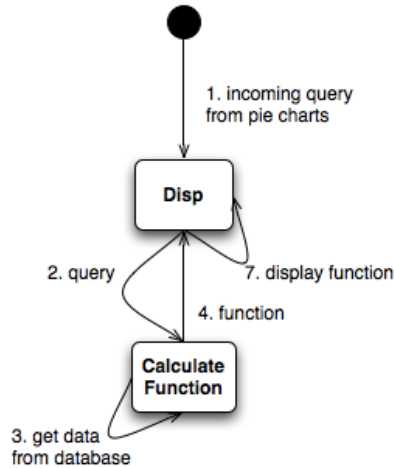 1. incoming query
from pie charts
Disp
2. query
7. display function
4. function
Calculate
Function
3. get data
from database